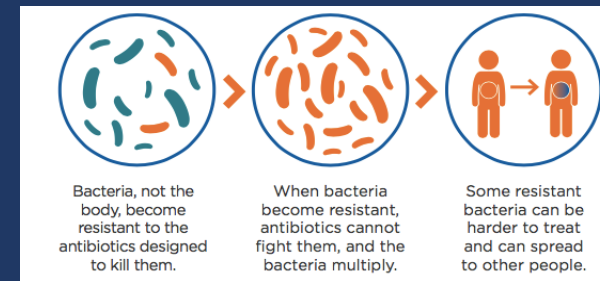 Bacteria, not the
body, become
resistant to the
antibiotics designed
to kill them.
When bacteria
become resistant,
antibiotics cannot
fight them, and the
bacteria multiply.
Some resistant
bacteria can be
harder to treat
and can spread
to other people.